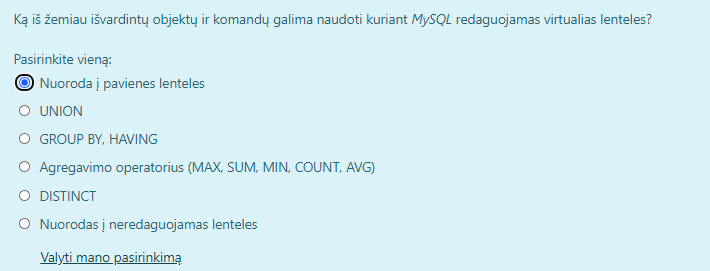 Ką iš žemiau išvardintų objektų ir komandų galima naudoti kuriant MySQL redaguojamas virtualias lenteles?
Pasirinkite vieną:
Nuoroda į pavienes lenteles
UNION
GROUP BY, HAVING
Agregavimo operatorius (MAX, SUM, MIN, COUNT, AVG)
DISTINCT
Nuorodas į neredaguojamas lenteles
Valyti mano pasirinkimą